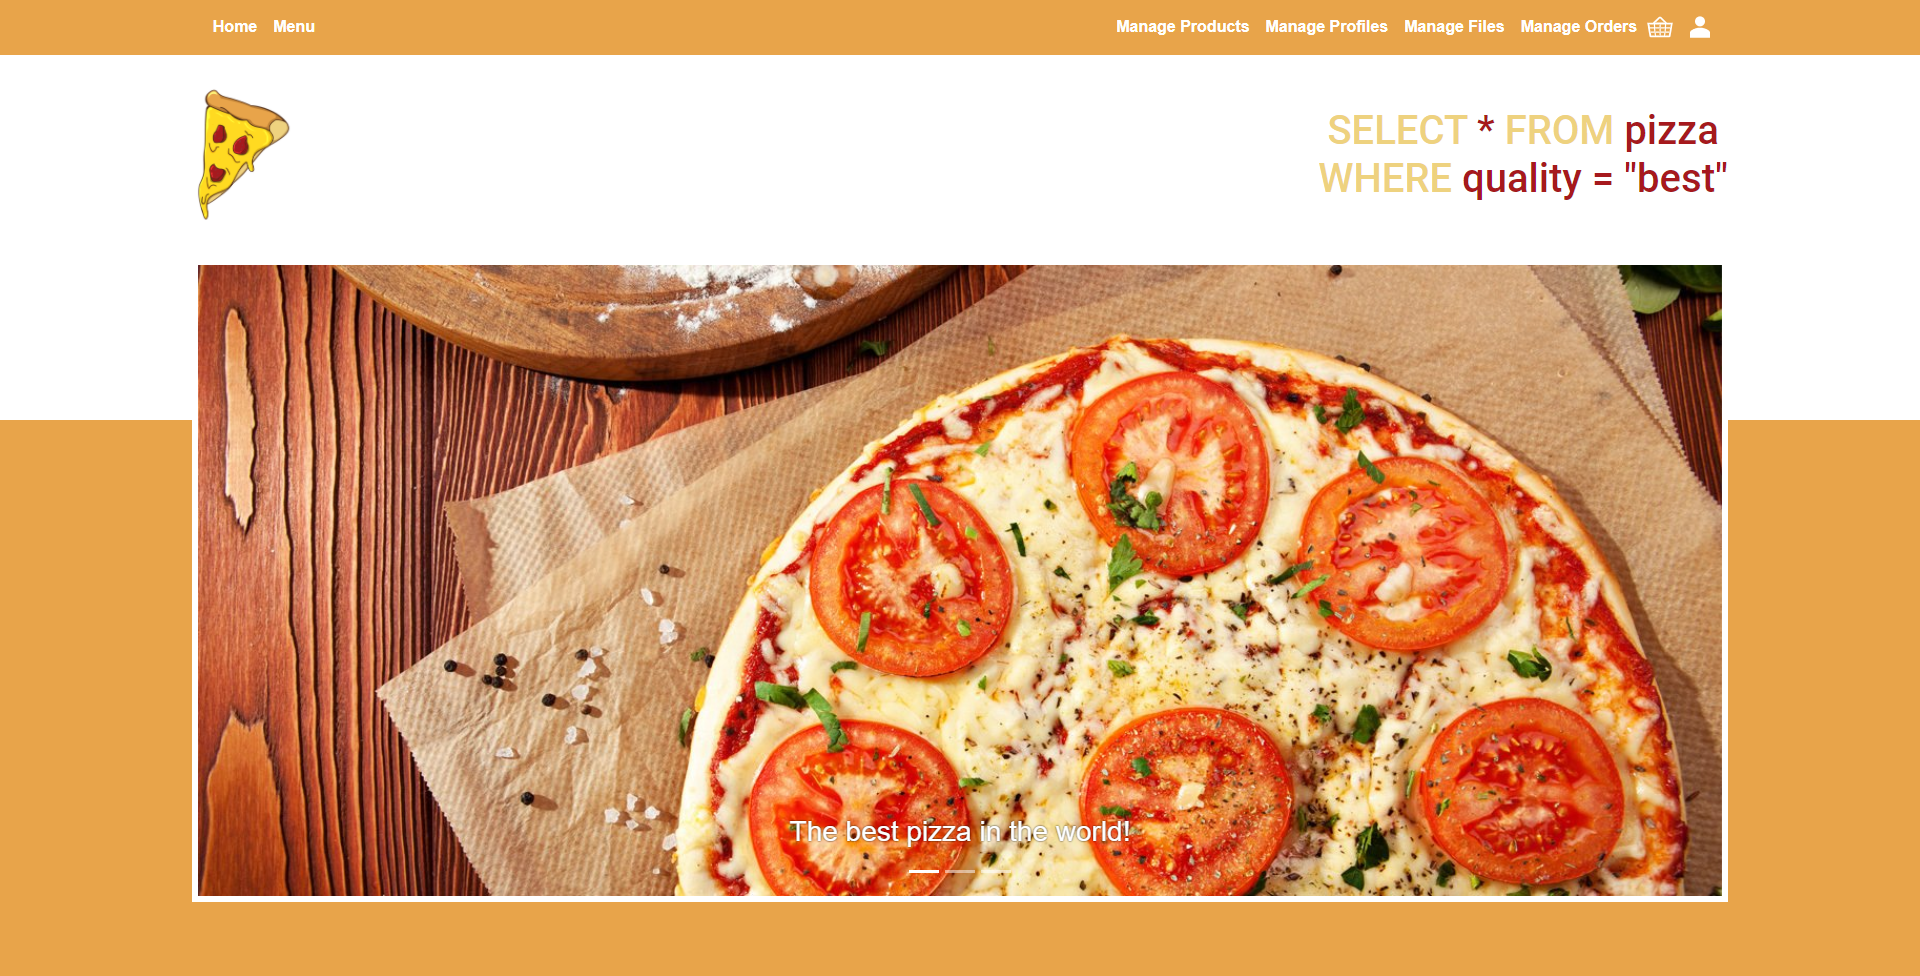 Home Menu Manage Products Manage Profiles Manage Files Manage Orders
SELECT * FROM pizza
WHERE quality = "best"
The best pizza in the world!